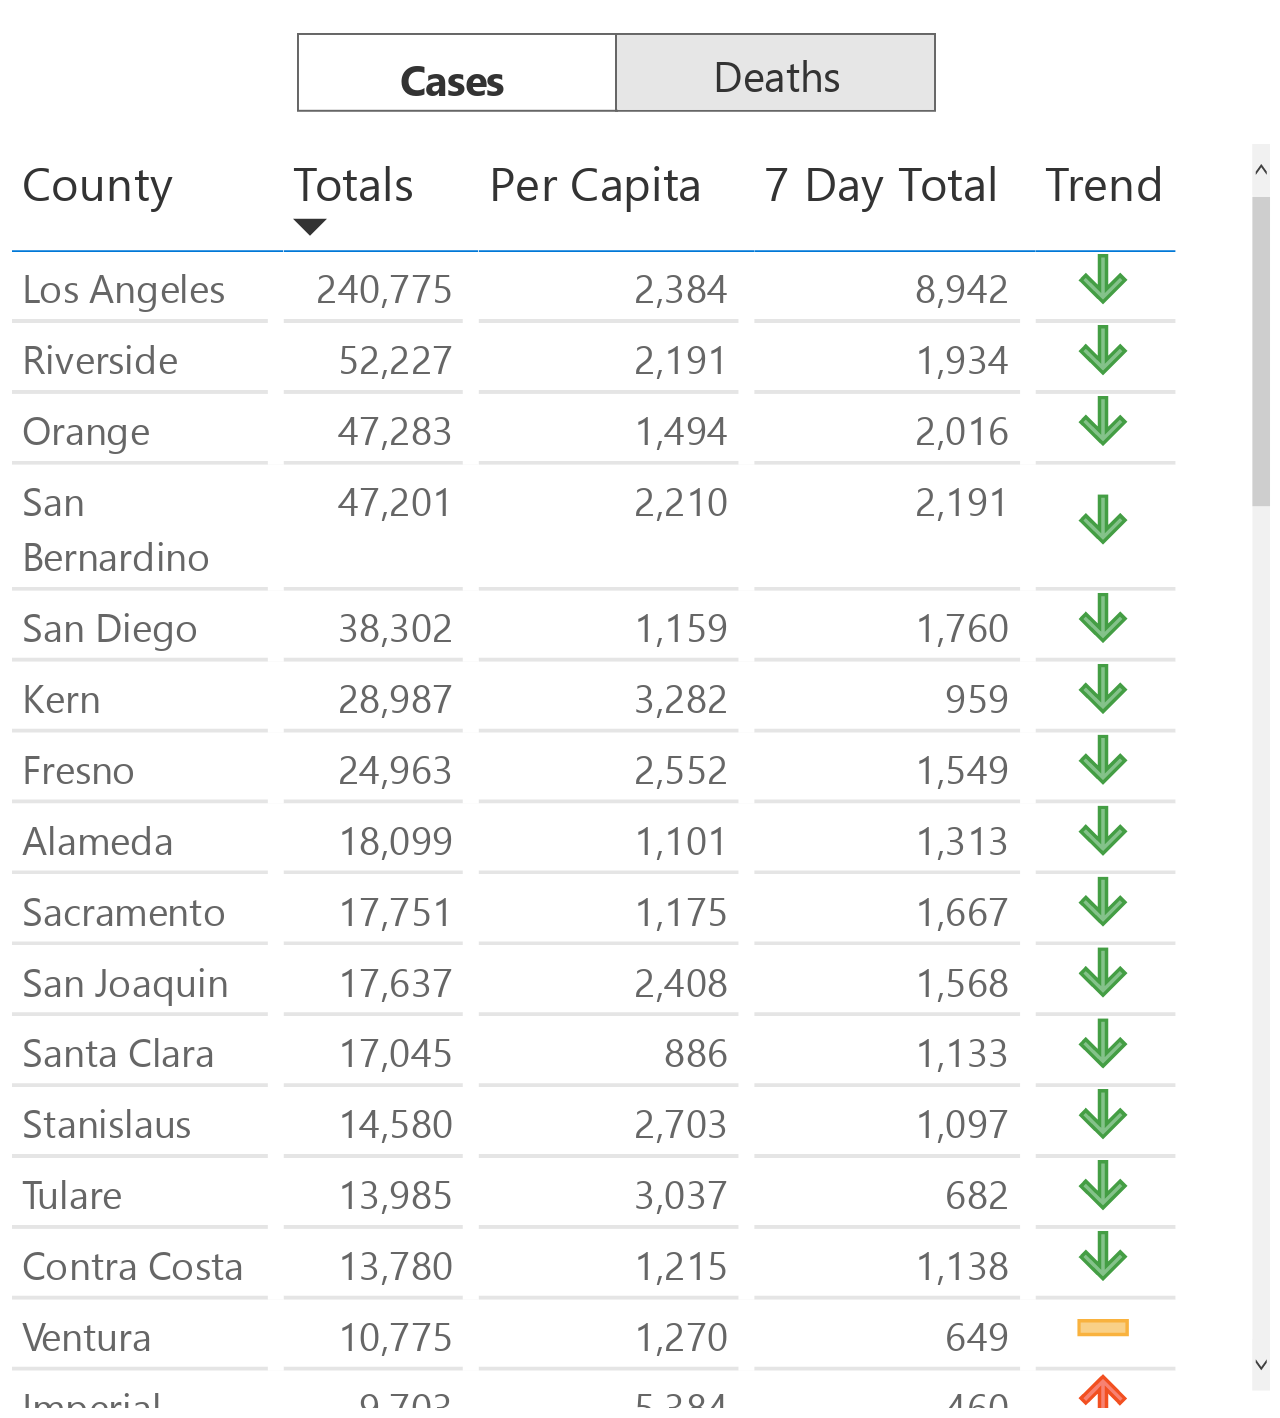 Cases Deaths
County Totals Per Capita 7 Day Total Trend
Los Angeles 240,775 2,384 8,942
Riverside 52,227 2,191 1,934
Orange 47,283 1,494 2,016
San 47,201 2,210 2,191
Bernardino
San Diego 38,302 1,159 1,760
Kern 28,987 3,282 959
Fresno 24,963 2,552 1,549
Alameda 18,099 1,101 1,313
Sacramento 17,751 1,175 1,667
San Joaquin 17,637 2,408 1,568
Santa Clara 17,045 886 1,133
Stanislaus 14,580 2,703 1,097
Tulare 13,985 3,037 682
Contra Costa 13,780 1,215 1,138
Ventura 10,775 1,270 649
Imperial 9,703 5,384 460